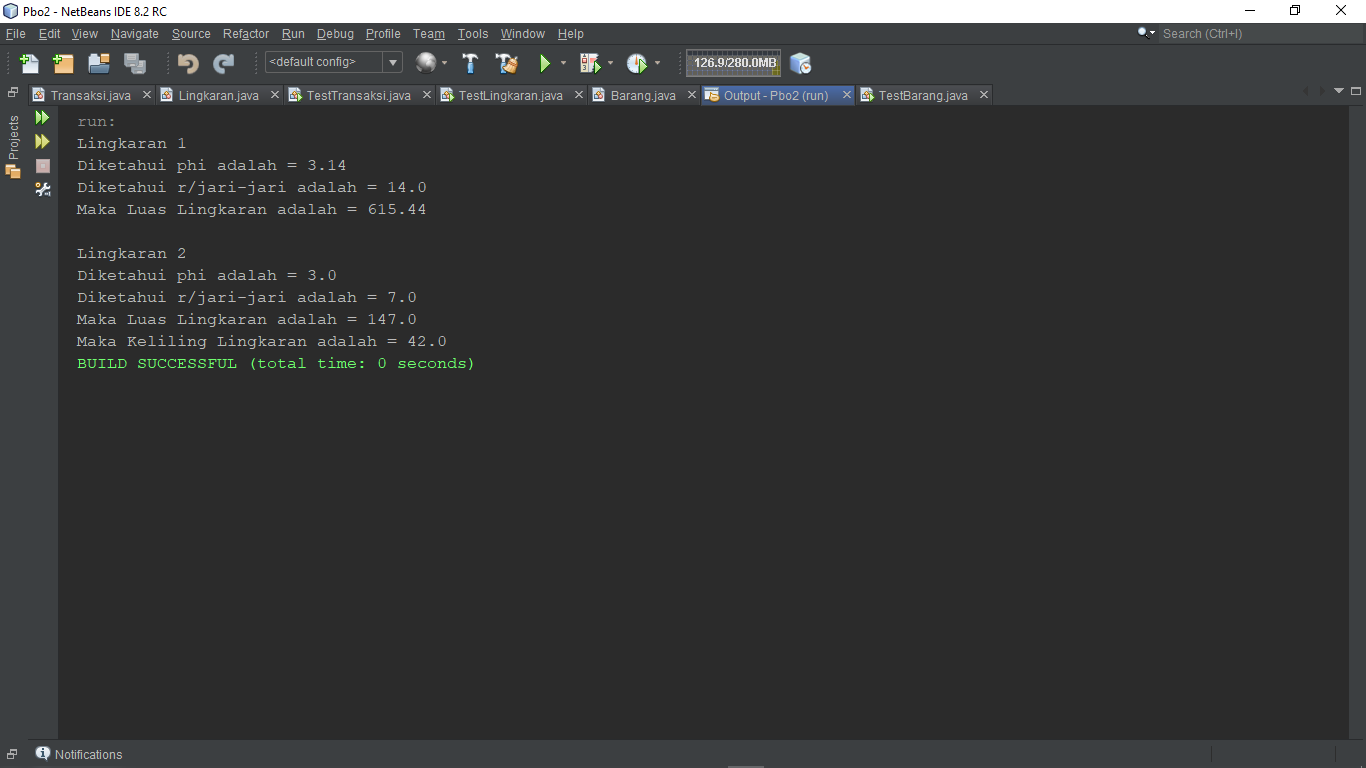 Pbo2 - NetBeans IDE 8.2 RC
File Edit View Navigate Source Refactor Run Debug Profile Team Tools Window Help
Search (Ctrl+I)
<default config>
126.9/280.0MB
Transaksi.java Lingkaran.java TestTransaksi.java TestLingkaran.java Barang.java Output - Pbo2 (run) TestBarang.java
Projects
run:
Lingkaran 1
Diketahui phi adalah = 3.14
Diketahui r/jari-jari adalah = 14.0
Maka Luas Lingkaran adalah = 615.44
Lingkaran 2
Diketahui phi adalah = 3.0
Diketahui r/jari-jari adalah = 7.0
Maka Luas Lingkaran adalah = 147.0
Maka Keliling Lingkaran adalah = 42.0
BUILD SUCCESSFUL (total time: 0 seconds)
Notifications